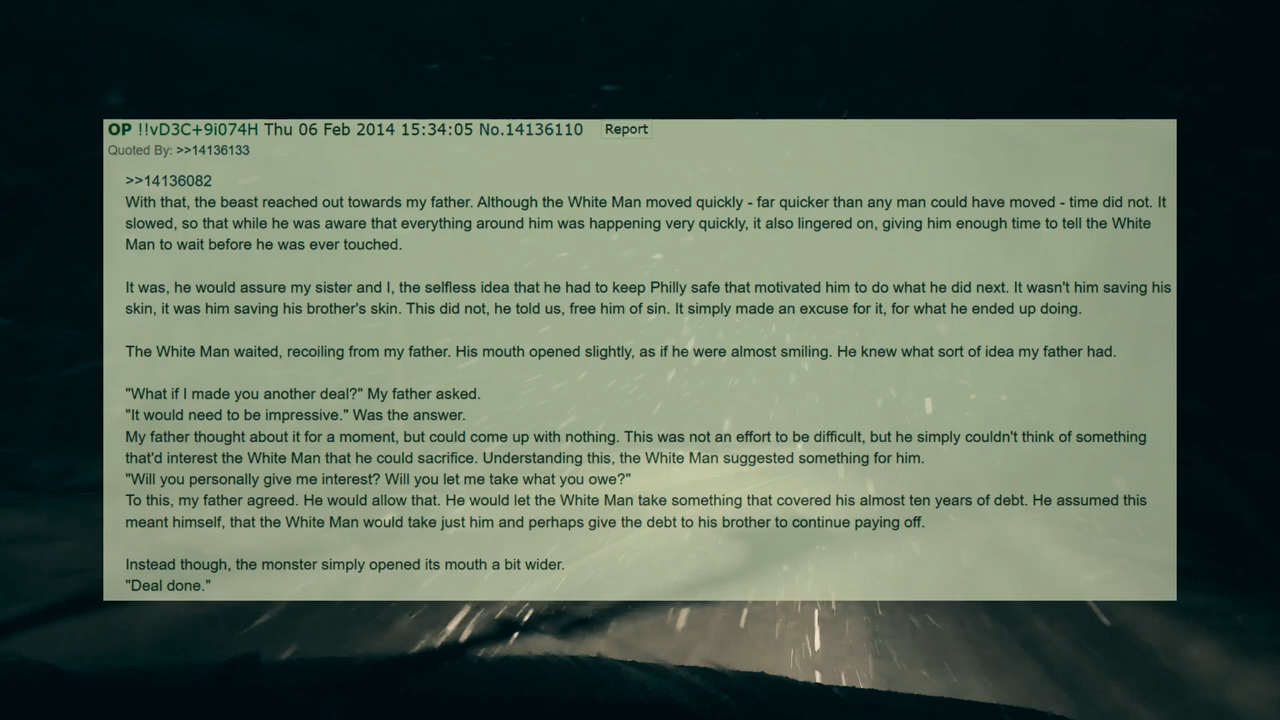 OP !!vD3C+9i074H Thu 06 Feb 2014 15:34:05 No.14136110 Report
Quoted By: >>14136133
>>14136082
With that, the beast reached out towards my father. Although the White Man moved quickly - far quicker than any man could have moved - time did not. It
slowed, so that while he was aware that everything around him was happening very quickly, it also lingered on, giving him enough time to tell the White
Man to wait before he was ever touched.
It was, he would assure my sister and I, the selfless idea that he had to keep Philly safe that motivated him to do what he did next. It wasn't him saving his
skin, it was him saving his brother's skin. This did not, he told us, free him of sin. It simply made an excuse for it, for what he ended up doing.
The White Man waited, recoiling from my father. His mouth opened slightly, as if he were almost smiling. He knew what sort of idea my father had.
"What if I made you another deal?" My father asked.
"It would need to be impressive." Was the answer.
My father thought about it for a moment, but could come up with nothing. This was not an effort to be difficult, but he simply couldn't think of something
that'd interest the White Man that he could sacrifice. Understanding this, the White Man suggested something for him.
"Will you personally give me interest? Will you let me take what you owe?"
To this, my father agreed. He would allow that. He would let the White Man take something that covered his almost ten years of debt. He assumed this
meant himself, that the White Man would take just him and perhaps give the debt to his brother to continue paying off.
Instead though, the monster simply opened its mouth a bit wider.
"Deal done."